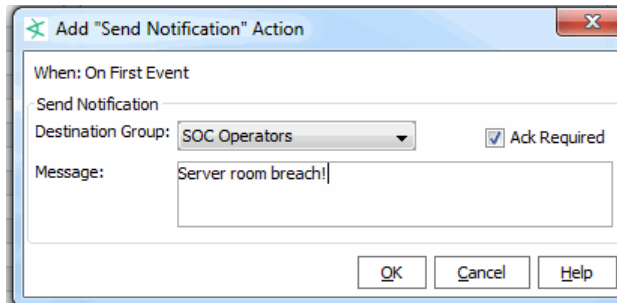 Add "Send Notification" Action
When: On First Event
Send Notification
Destination Group: SOC Operators Ack Required
Message: Server room breach!
OK Cancel Help